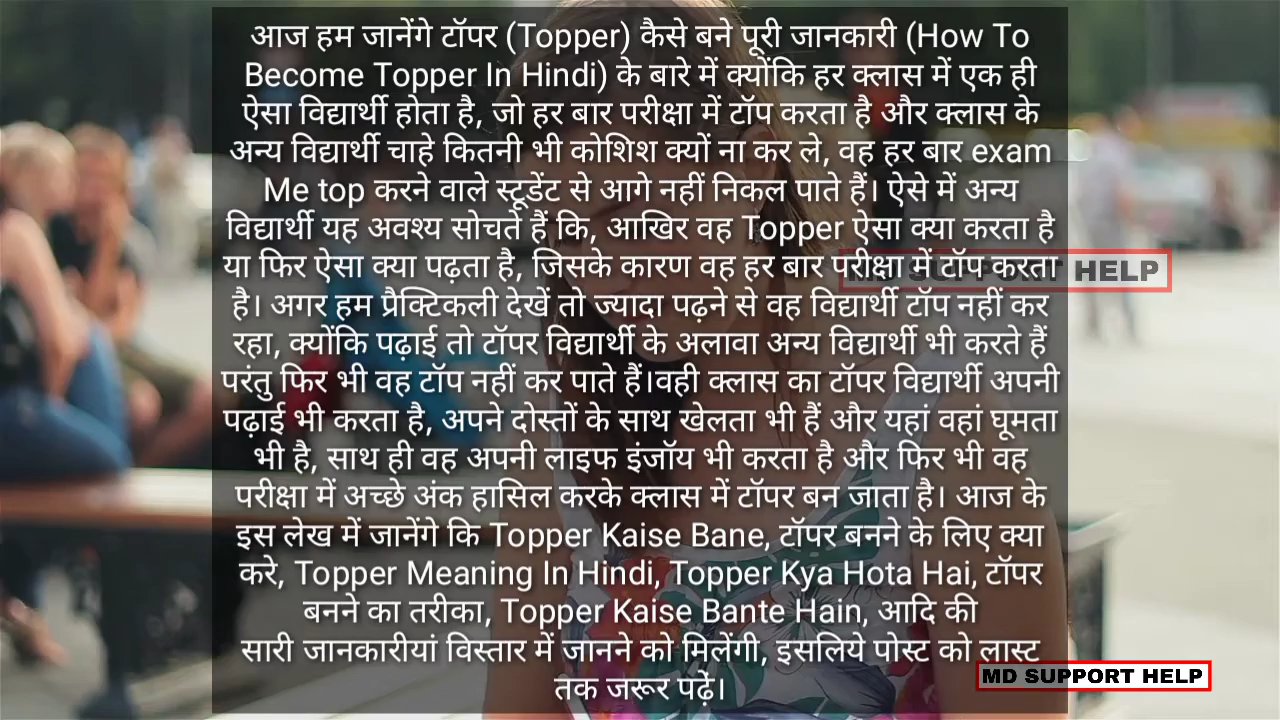 आज हम जानेंगे टॉपर (Topper) कैसे बने पूरी जानकारी (How To
Become Topper In Hindi) के बारे में क्योंकि हर क्लास में एक ही
ऐसा विद्यार्थी होता है, जो हर बार परीक्षा में टॉप करता है और क्लास के
अन्य विद्यार्थी चाहे कितनी भी कोशिश क्यों ना कर ले, वह हर बार exam
Me top करने वाले स्टूडेंट से आगे नहीं निकल पाते हैं। ऐसे में अन्य
विद्यार्थी यह अवश्य सोचते हैं कि, आखिर वह Topper ऐसा क्या करता है
या फिर ऐसा क्या पढ़ता है, जिसके कारण वह हर बार परीक्षा में टॉप करता
MD SUPPORT HELP
है। अगर हम प्रैक्टिकली देखें तो ज्यादा पढ़ने से वह विद्यार्थी टॉप नहीं कर
रहा, क्योंकि पढ़ाई तो टॉपर विद्यार्थी के अलावा अन्य विद्यार्थी भी करते हैं
परंतु फिर भी वह टॉप नहीं कर पाते हैं।वही क्लास का टॉपर विद्यार्थी अपनी
पढ़ाई भी करता है, अपने दोस्तों के साथ खेलता भी हैं और यहां वहां घूमता
भी है, साथ ही वह अपनी लाइफ इंजॉय भी करता है और फिर भी वह
परीक्षा में अच्छे अंक हासिल करके क्लास में टॉपर बन जाता है। आज के
इस लेख में जानेंगे कि Topper Kaise Bane, टॉपर बनने के लिए क्या
करे, Topper Meaning In Hindi, Topper Kya Hota Hai, टॉपर
बनने का तरीका, Topper Kaise Bante Hain, आदि की
सारी जानकारीयां विस्तार में जानने को मिलेंगी, इसलिये पोस्ट को लास्ट
तक जरूर पढ़ें।
MD SUPPORT HELP